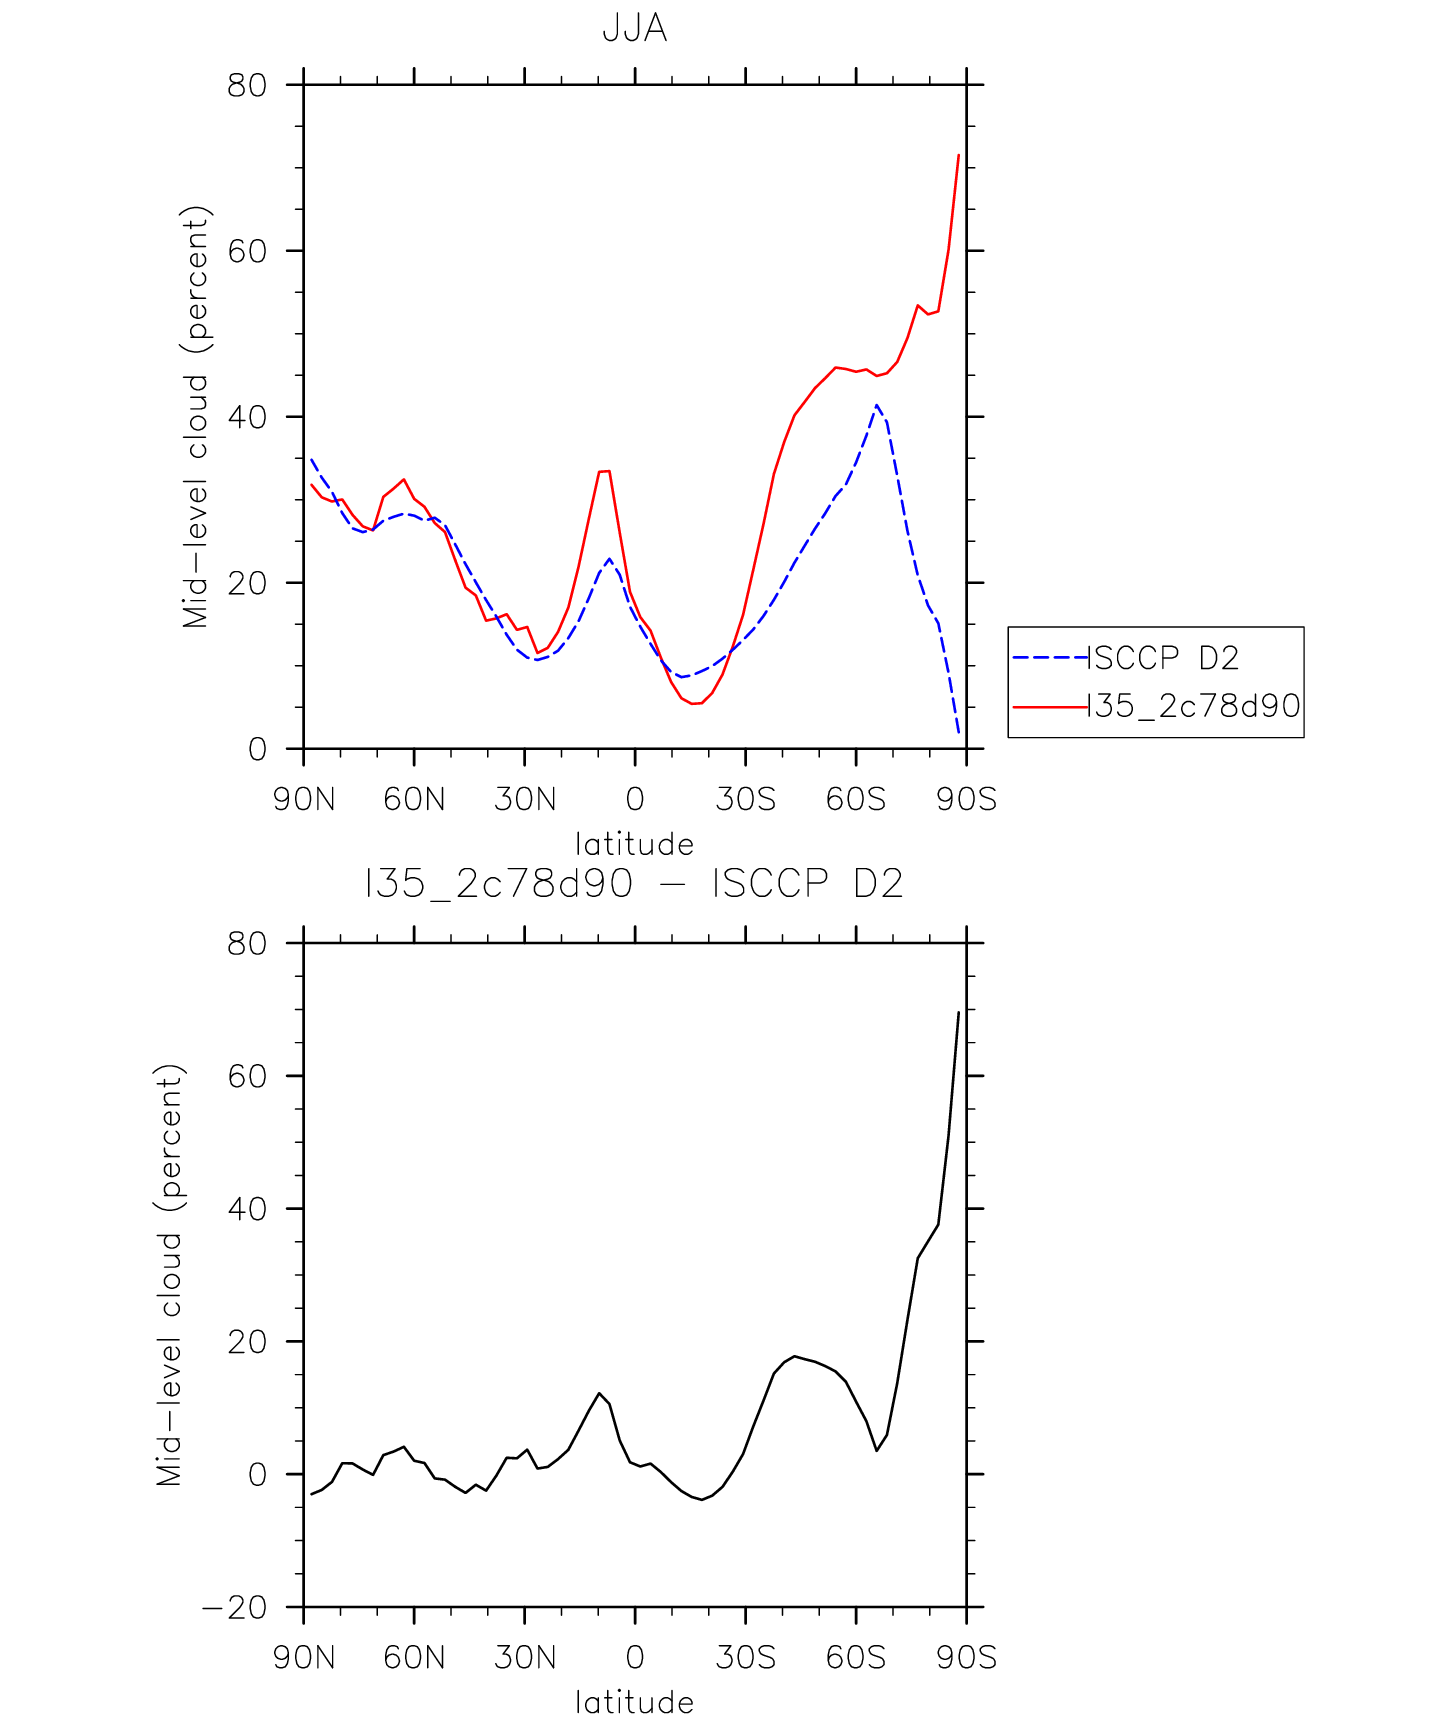 JJA
80
60
40
20
0
Mid-level cloud (percent)
90N 60N 30N 0 30S 60S 90S
latitude
ISCCP D2
I35_2c78d90
I35_2c78d90 - ISCCP D2
80
60
40
20
0
-20
Mid-level cloud (percent)
90N 60N 30N 0 30S 60S 90S
latitude